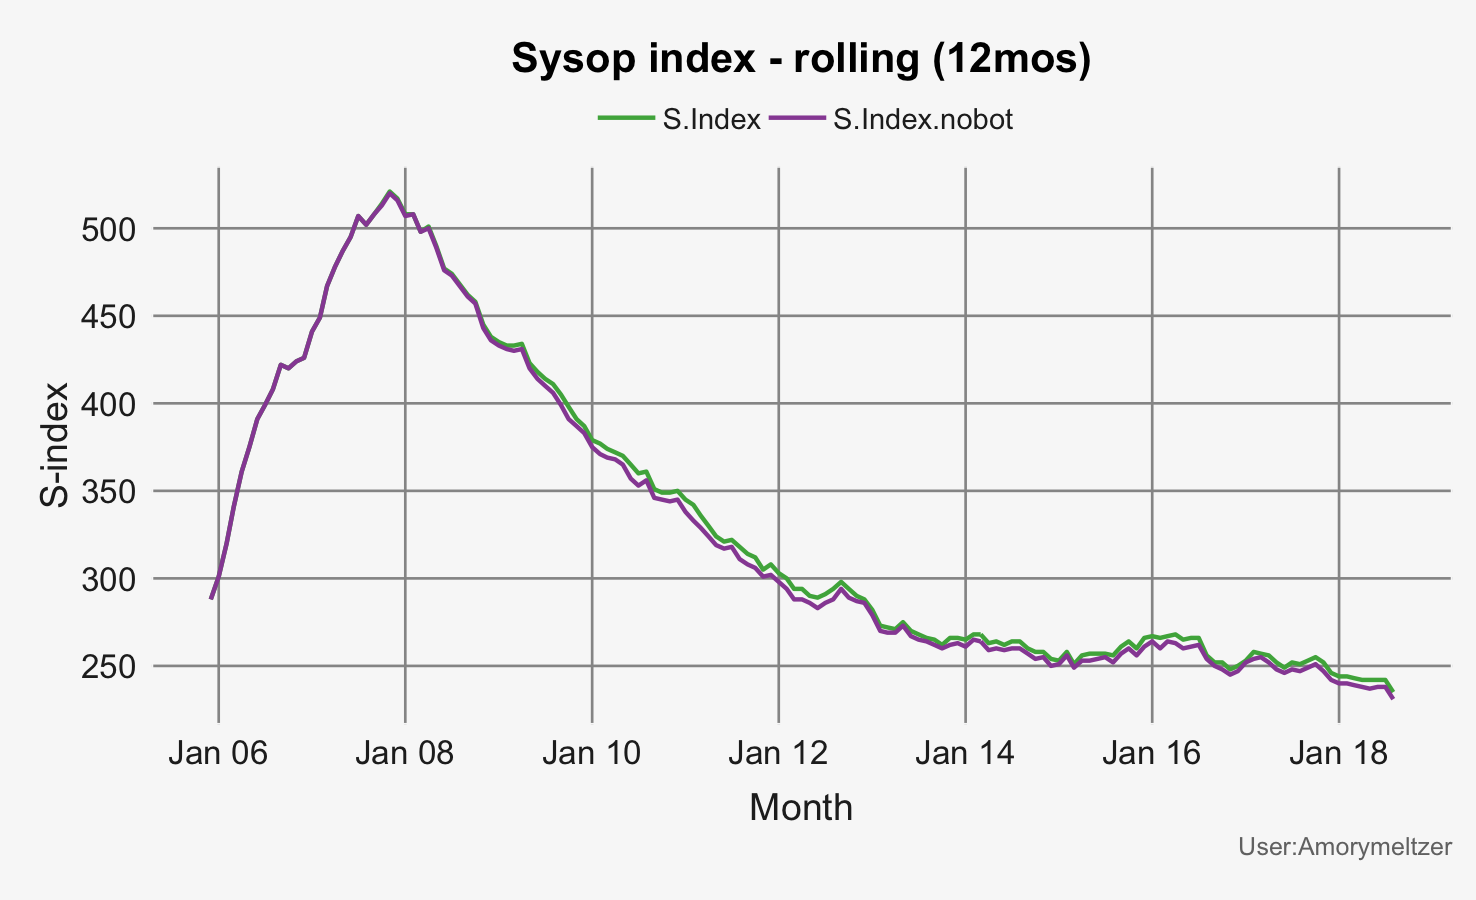 Sysop index - rolling (12mos)
S.Index S.Index.nobot
500
450
400
350
300
250
S-index
Jan 06 Jan 08 Jan 10 Jan 12 Jan 14 Jan 16 Jan 18
Month
User:Amorymeltzer